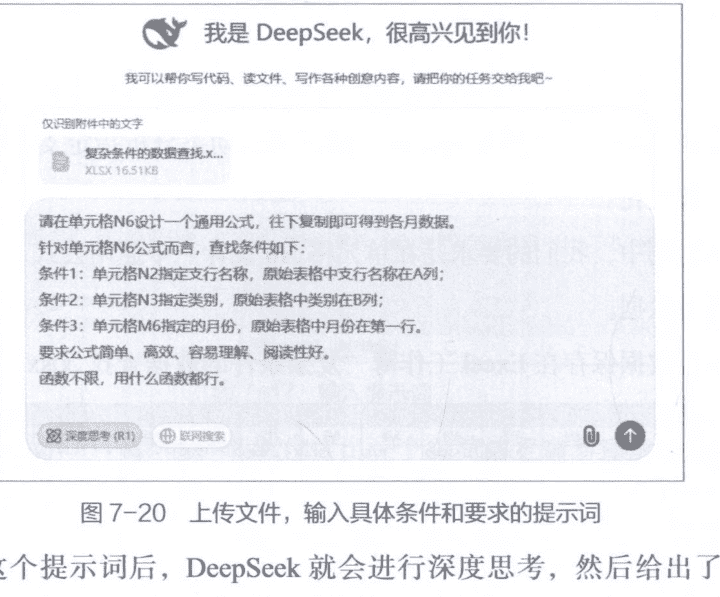 我是 DeepSeek，很高兴见到你！
我可以帮你写代码、读文件、写作各种创意内容，请把你的任务交给我吧~
仅识别附件中的文字
复杂条件的数据查找.x...
XLSX 16.51KB
请在单元格N6设计一个通用公式，往下复制即可得到各月数据。
针对单元格N6公式而言，查找条件如下：
条件1：单元格N2指定支行名称，原始表格中支行名称在A列；
条件2：单元格N3指定类别，原始表格中类别在B列；
条件3：单元格M6指定的月份，原始表格中月份在第一行。
要求公式简单、高效、容易理解、阅读性好。
函数不限，用什么函数都行。
深度思考 (R1) 联网搜索
图 7-20 上传文件，输入具体条件和要求的提示词
这个提示词后，DeepSeek 就会进行深度思考，然后给出了